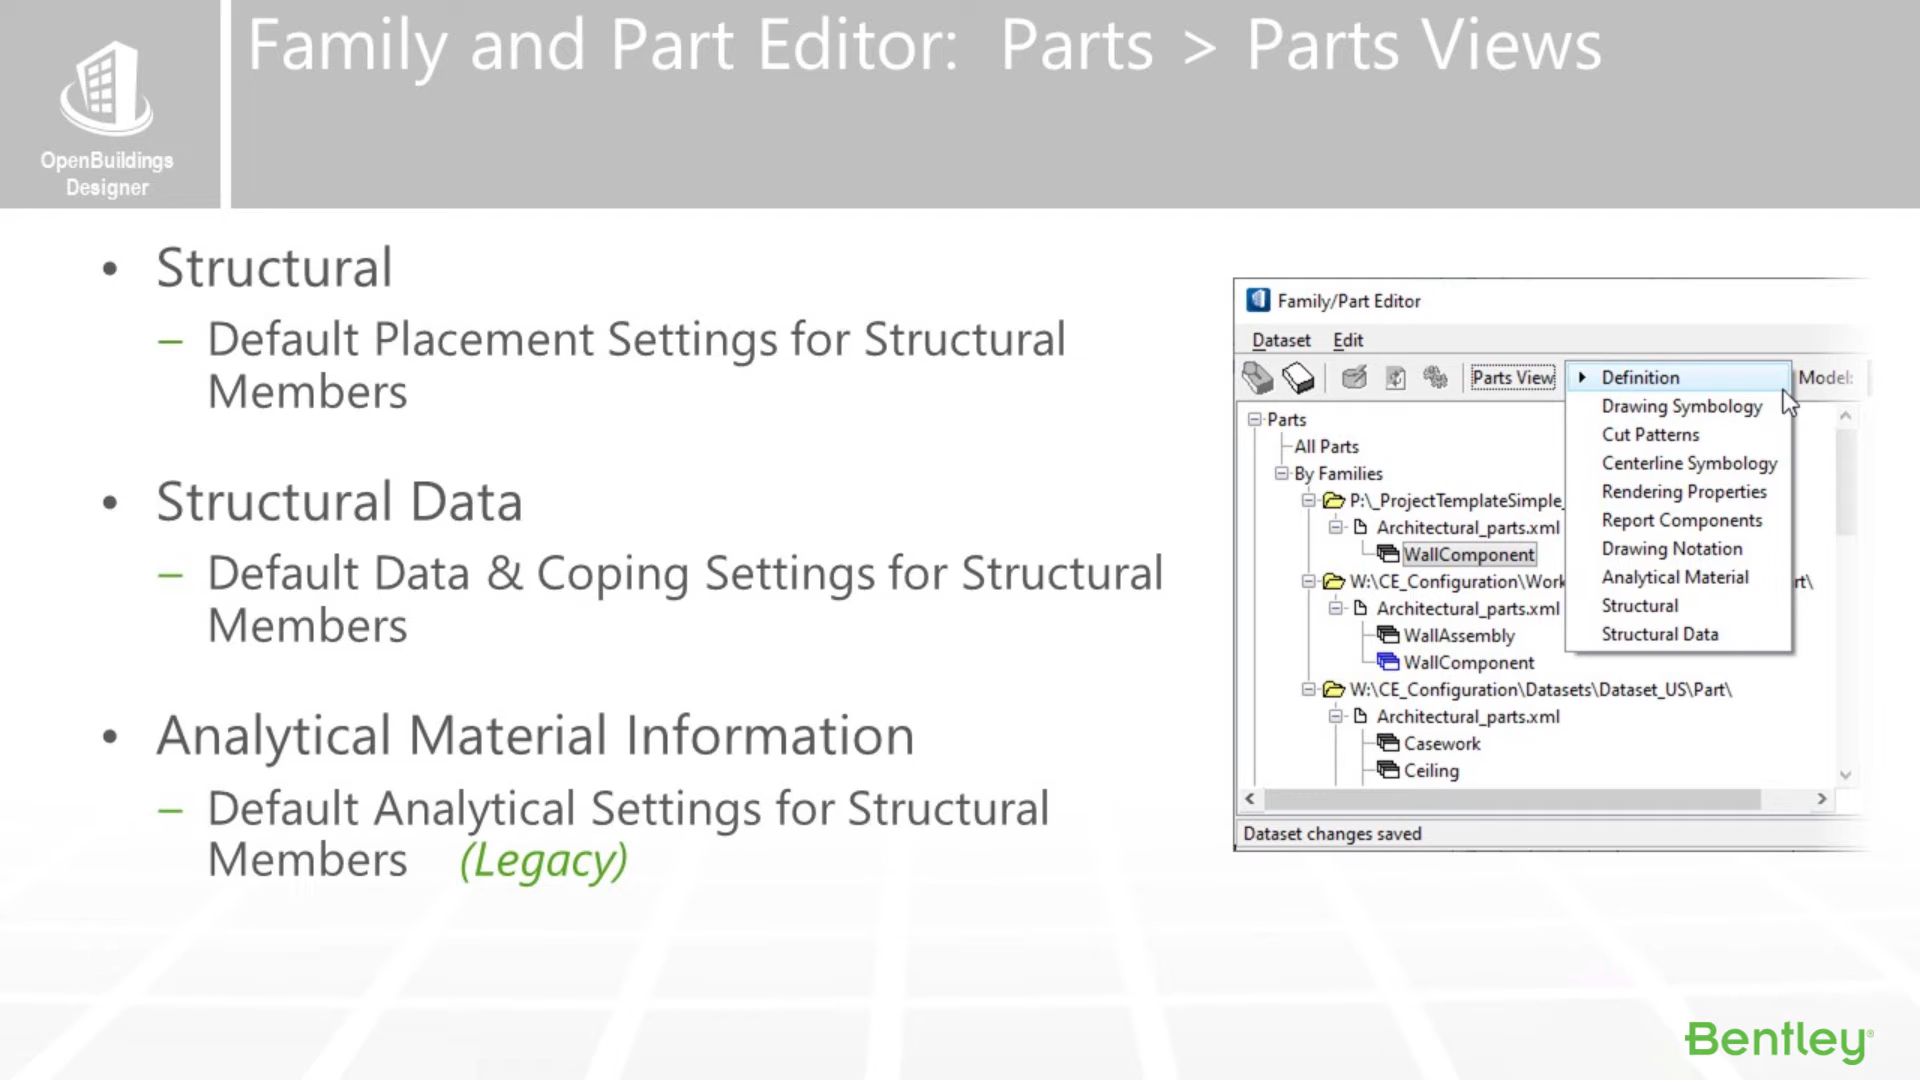 Family and Part Editor: Parts > Parts Views
OpenBuildings
Designer
• Structural
– Default Placement Settings for Structural
Members
• Structural Data
– Default Data & Coping Settings for Structural
Members
• Analytical Material Information
– Default Analytical Settings for Structural
Members (Legacy)
Family/Part Editor
Dataset Edit
Parts View
Definition
Model:
Drawing Symbology
Cut Patterns
Centerline Symbology
Rendering Properties
Report Components
Drawing Notation
Analytical Material
Structural
Structural Data
Parts
All Parts
By Families
P:\_ProjectTemplateSimple_
Architectural_parts.xml
WallComponent
W:\CE_Configuration\Work
rt\
Architectural_parts.xml
WallAssembly
WallComponent
W:\CE_Configuration\Datasets\Dataset_US\Part\
Architectural_parts.xml
Casework
Ceiling
Dataset changes saved
Bentley®